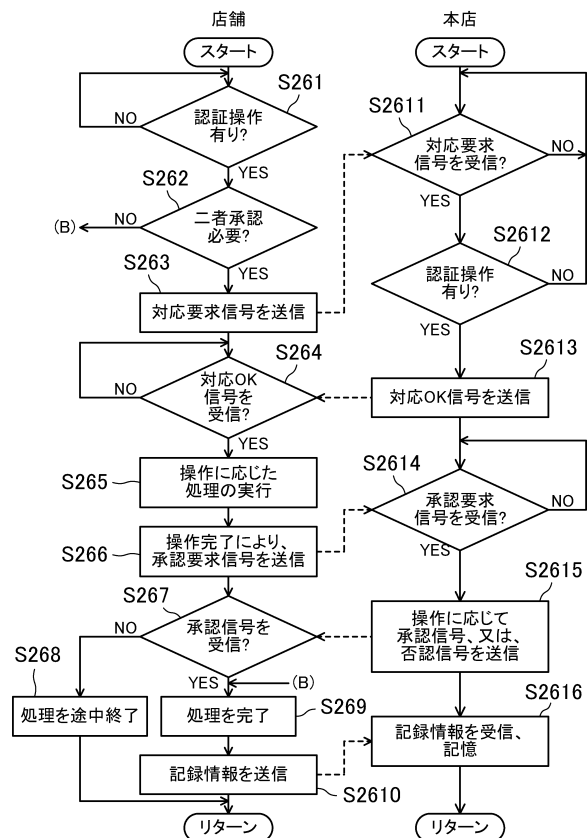 店舗
スタート
S261
認証操作
有り?
NO
YES
S262
二者承認
必要?
NO
(B)
YES
S263
対応要求信号を送信
S264
対応OK
信号を
受信?
NO
YES
S265
操作に応じた
処理の実行
S266
操作完了により、
承認要求信号を送信
S267
承認信号を
受信?
NO
YES
(B)
S268
処理を途中終了
処理を完了
S269
記録情報を送信
S2610
リターン
本店
スタート
S2611
対応要求
信号を受信?
NO
YES
S2612
認証操作
有り?
NO
YES
S2613
対応OK信号を送信
S2614
承認要求
信号を受信?
NO
YES
S2615
操作に応じて
承認信号、又は、
否認信号を送信
S2616
記録情報を受信、
記憶
リターン